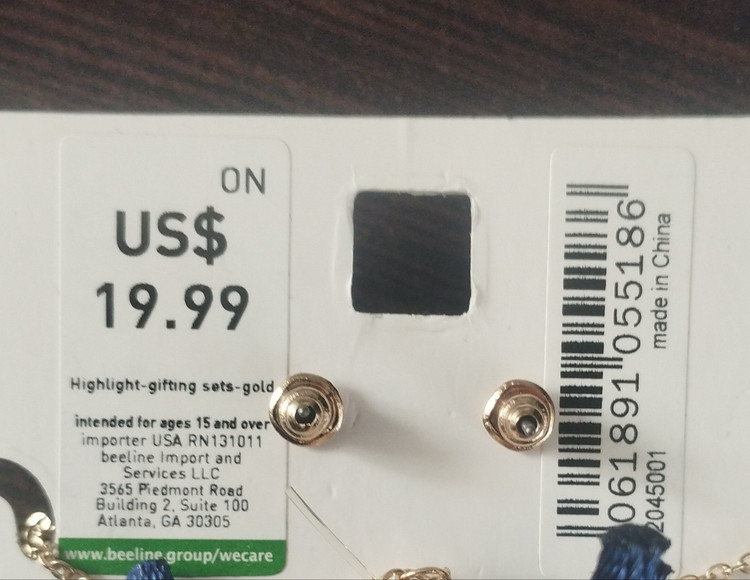 ON
US$
19.99
Highlight-gifting sets-gold
intended for ages 15 and over
importer USA RN131011
beeline Import and
Services LLC
3565 Piedmont Road
Building 2, Suite 100
Atlanta, GA 30305
www.beeline.group/wecare
061891 055186
made in China
2045001